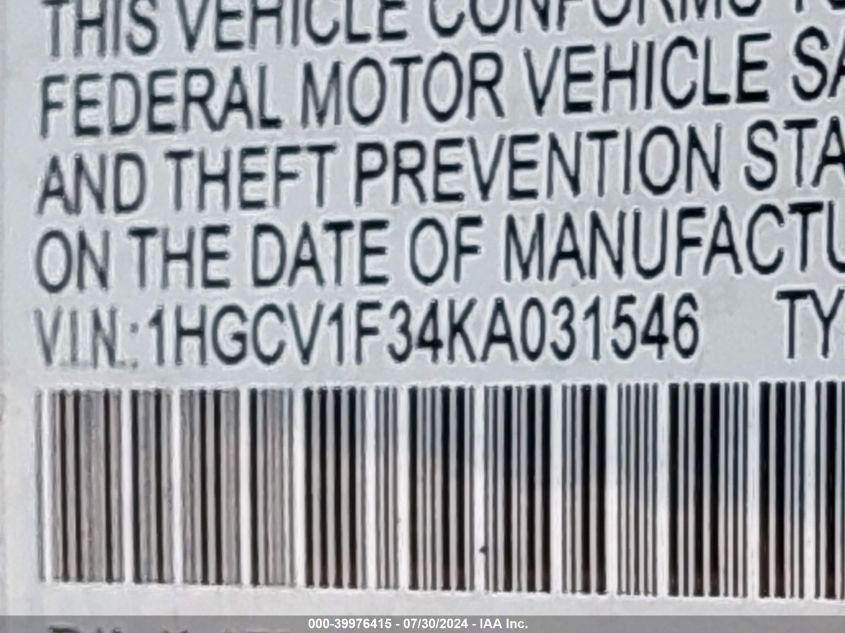 THIS VEHICLE CONFORMS TO
FEDERAL MOTOR VEHICLE SA
AND THEFT PREVENTION STA
ON THE DATE OF MANUFACTU
V.I.N.:1HGCV1F34KA031546 TY
000-39976415 - 07/30/2024 - IAA Inc.